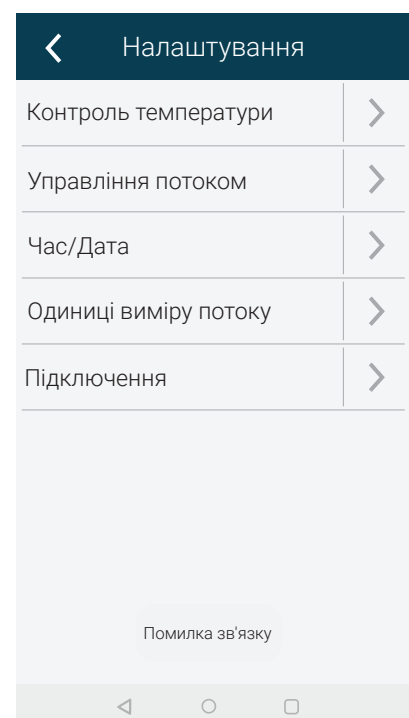 Налаштування
Контроль температури
Управління потоком
Час/Дата
Одиниці виміру потоку
Підключення
Помилка зв'язку